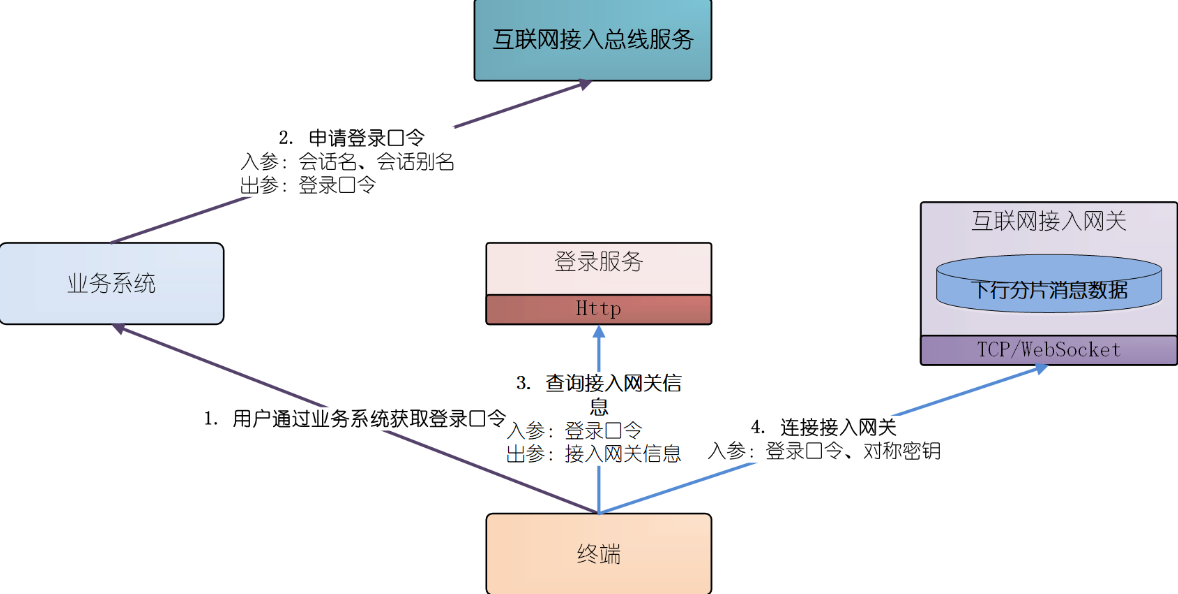 互联网接入总线服务
2. 申请登录口令
入参: 会话名、会话别名
出参: 登录口令
互联网接入网关
下行分片消息数据
TCP/WebSocket
业务系统
登录服务
Http
3. 查询接入网关信
息
入参: 登录口令
出参: 接入网关信息
1. 用户通过业务系统获取登录口令
4. 连接接入网关
入参: 登录口令、对称密钥
终端